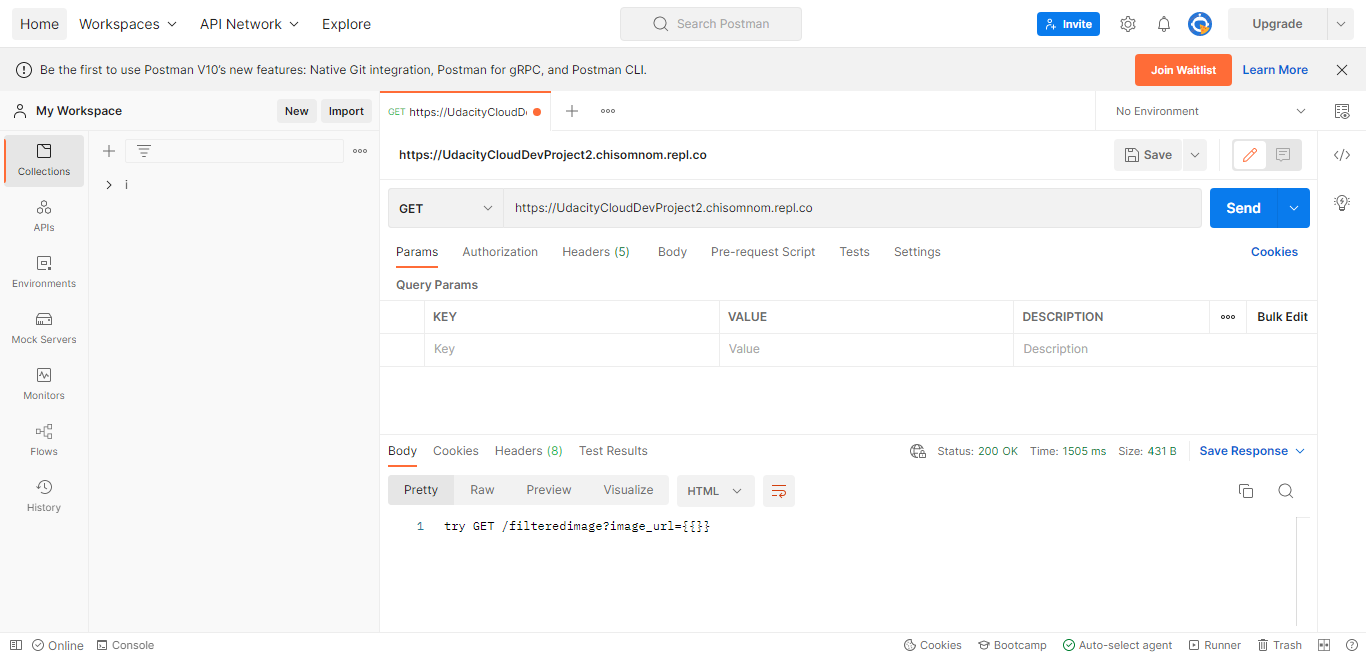 Home Workspaces API Network Explore Search Postman Invite Upgrade
Be the first to use Postman V10's new features: Native Git integration, Postman for gRPC, and Postman CLI. Join Waitlist Learn More
My Workspace New Import GET https://UdacityCloudDe No Environment
Collections
i
APIs
Environments
Mock Servers
Monitors
Flows
History
https://UdacityCloudDevProject2.chisomnom.repl.co Save
GET https://UdacityCloudDevProject2.chisomnom.repl.co Send
Params Authorization Headers (5) Body Pre-request Script Tests Settings Cookies
Query Params
KEY VALUE DESCRIPTION Bulk Edit
Key Value Description
Body Cookies Headers (8) Test Results Status: 200 OK Time: 1505 ms Size: 431 B Save Response
Pretty Raw Preview Visualize HTML
1 try GET /filteredimage?image_url={{}}
Online Console Cookies Bootcamp Auto-select agent Runner Trash